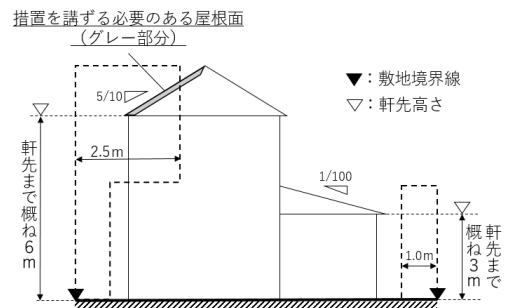 措置を講ずる必要のある屋根面
（グレー部分）
▼：敷地境界線
▽：軒先高さ
5/10
2.5m
1/100
1.0m
軒先まで概ね6m
軒先まで
概ね3m